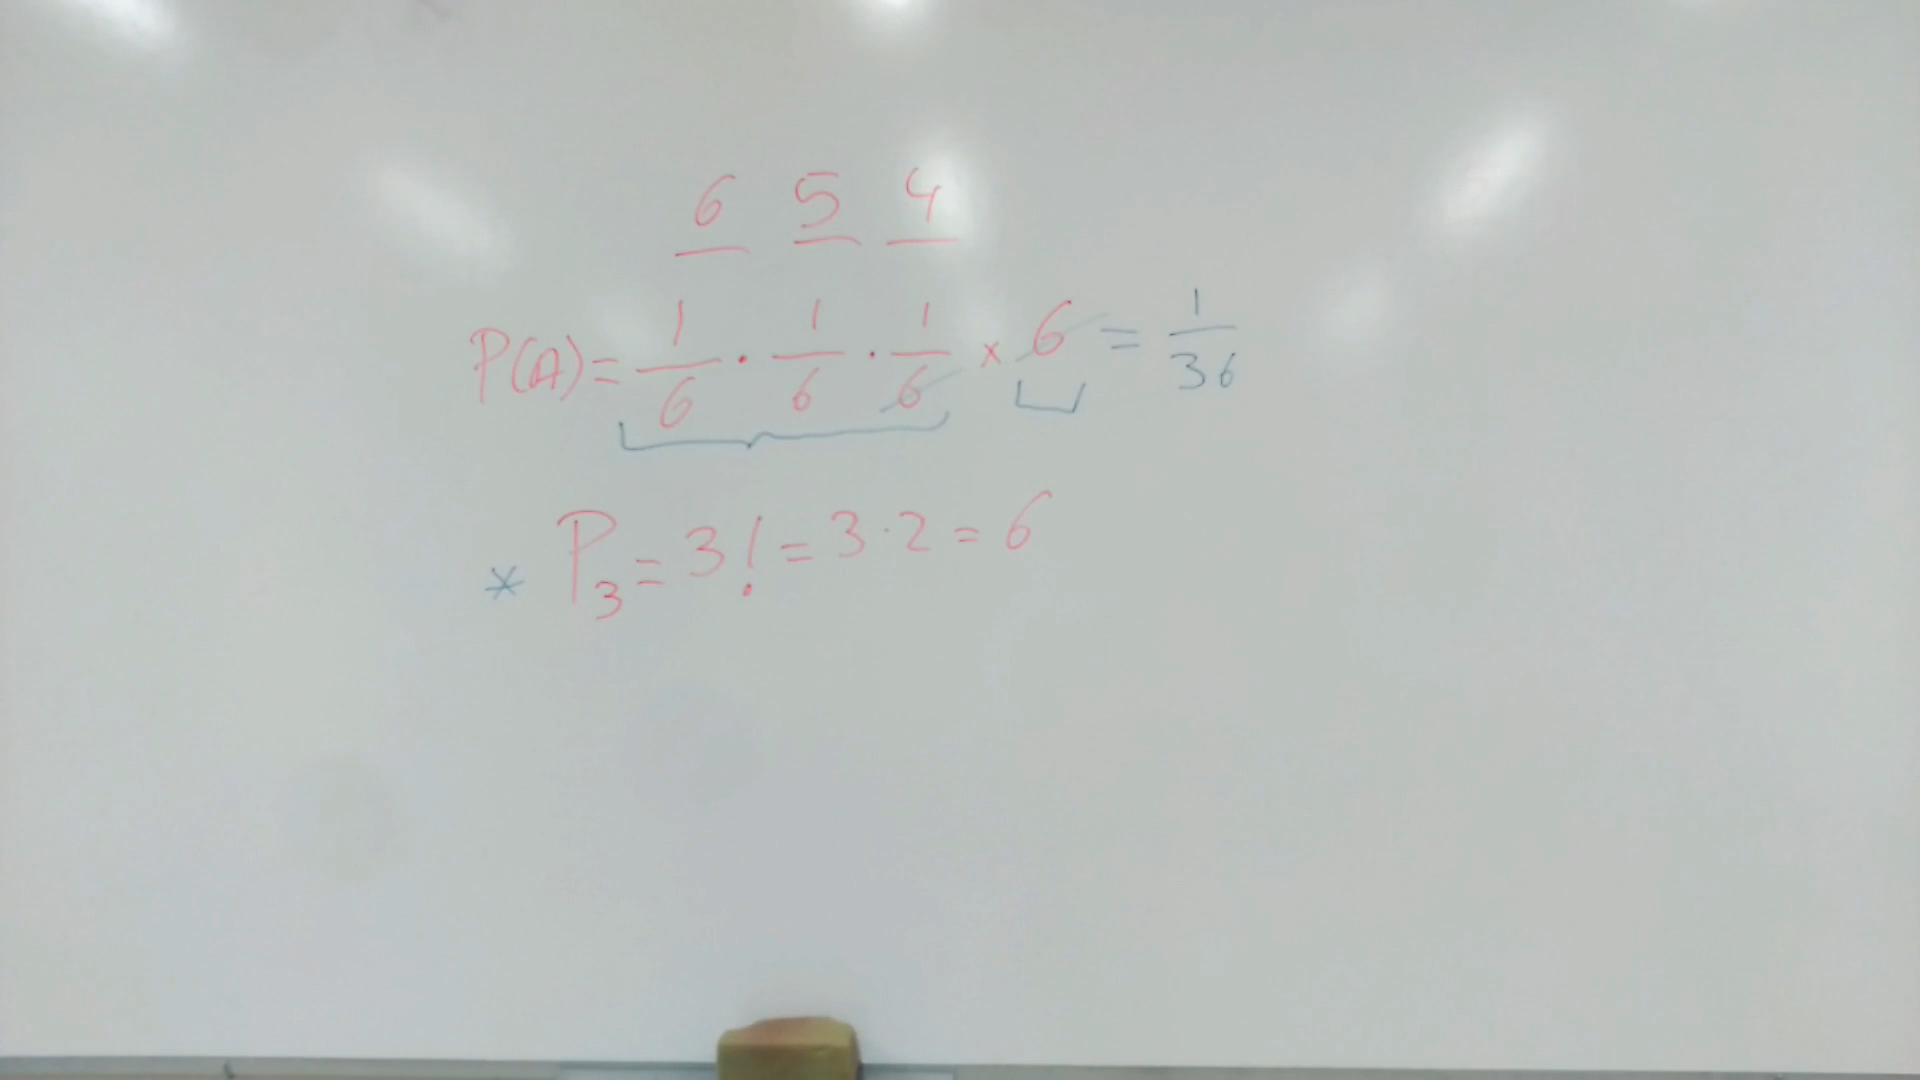 6 5 4
P(A) = 1/6 · 1/6 · 1/6 × 6 = 1/36
* P₃ = 3! = 3·2 = 6